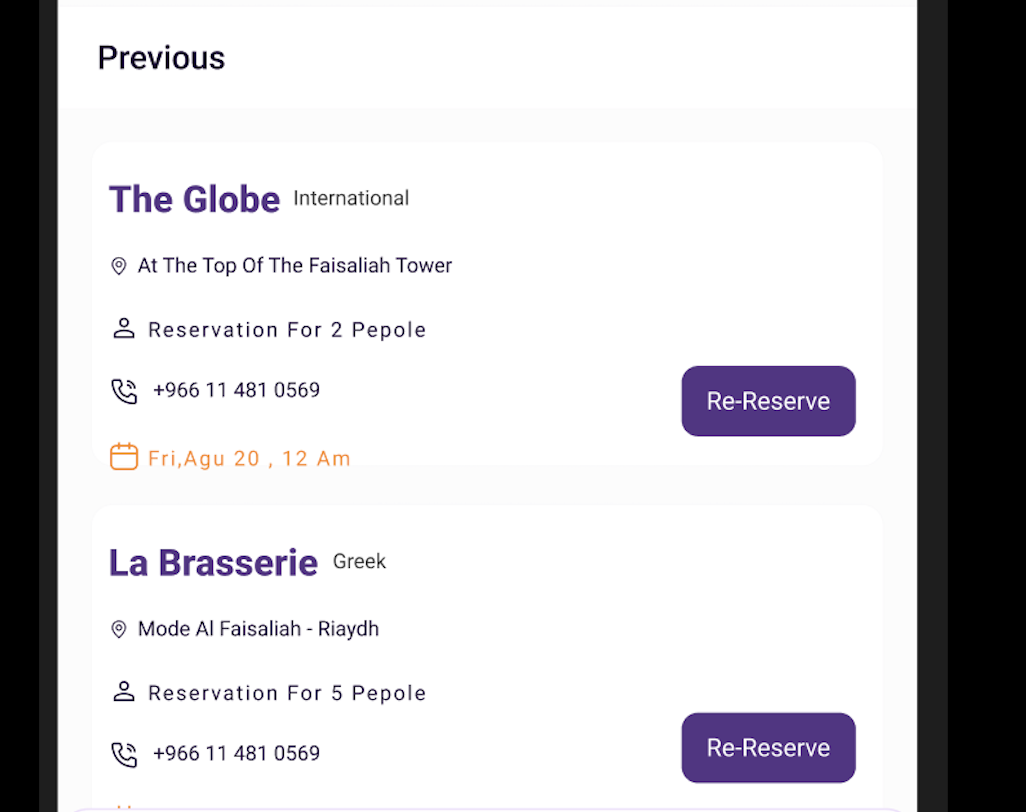 Previous
The Globe International
At The Top Of The Faisaliah Tower
Reservation For 2 Pepole
+966 11 481 0569
Re-Reserve
Fri,Agu 20 , 12 Am
La Brasserie Greek
Mode Al Faisaliah - Riaydh
Reservation For 5 Pepole
+966 11 481 0569
Re-Reserve